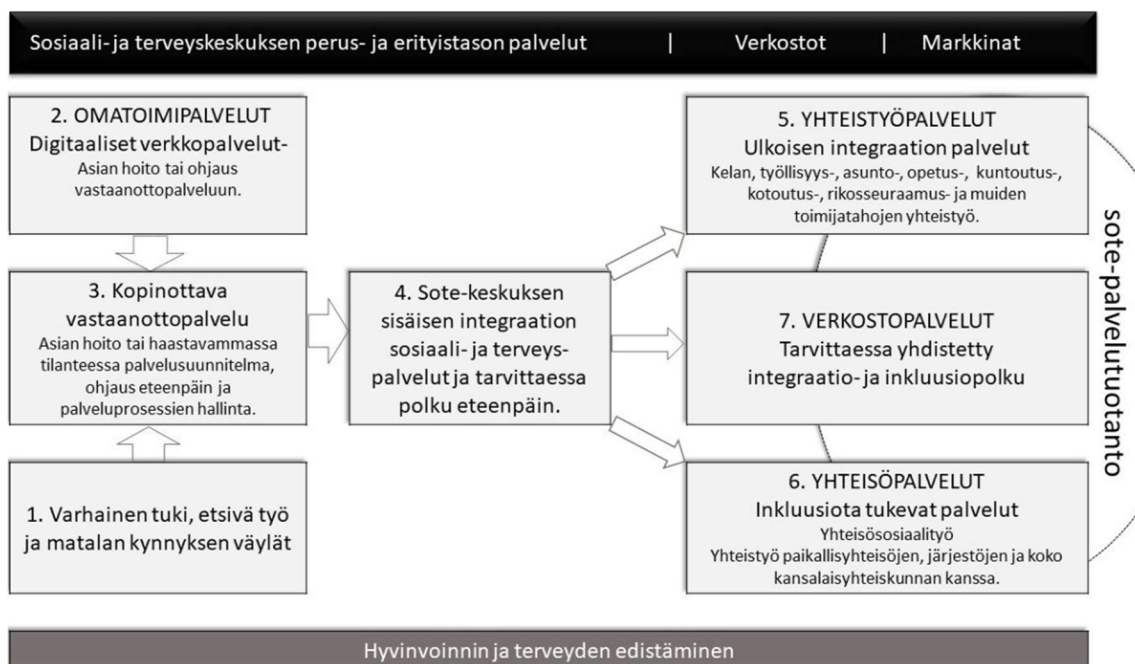 Sosiaali- ja terveyskeskuksen perus- ja erityistason palvelut | Verkostot | Markkinat
2. OMATOIMIPALVELUT
Digitaaliset verkkopalvelut-
Asian hoito tai ohjaus
vastaanottopalveluun.
3. Kopinottava
vastaanottopalvelu
Asian hoito tai haastavammassa
tilanteessa palvelusuunnitelma,
ohjaus eteenpäin ja
palveluprosessien hallinta.
1. Varhainen tuki, etsivä työ
ja matalan kynnyksen väylät
4. Sote-keskuksen
sisäisen integraation
sosiaali- ja terveys-
palvelut ja tarvittaessa
polku eteenpäin.
5. YHTEISTYÖPALVELUT
Ulkoisen integraation palvelut
Kelan, työllisyys-, asunto-, opetus-, kuntoutus-,
kotoutus-, rikosseuraamus- ja muiden
toimijatahojen yhteistyö.
7. VERKOSTOPALVELUT
Tarvittaessa yhdistetty
integraatio- ja inkluusiopolku
6. YHTEISÖPALVELUT
Inkluusiota tukevat palvelut
Yhteisösosiaalityö
Yhteistyö paikallisyhteisöjen, järjestöjen ja koko
kansalaisyhteiskunnan kanssa.
sote-palvelutuotanto
Hyvinvoinnin ja terveyden edistäminen